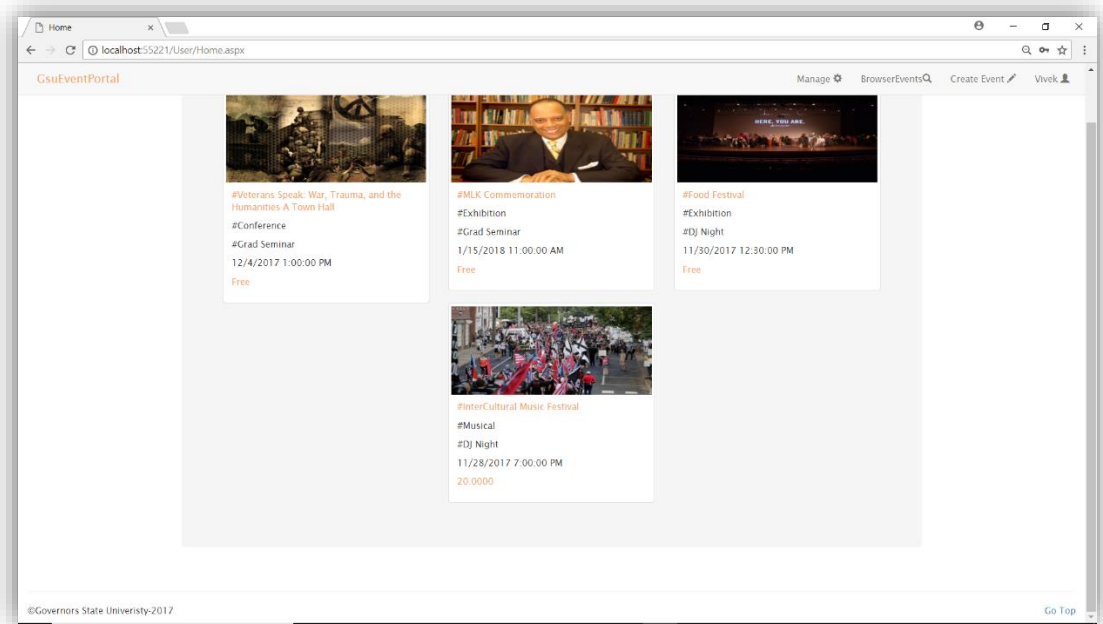 Home
localhost:55221/User/Home.aspx
GsuEventPortal
Manage
BrowserEvents
Create Event
Vivek
HERE, YOU ARE.
#Veterans Speak: War, Trauma, and the
Humanities A Town Hall
#Conference
#Grad Seminar
12/4/2017 1:00:00 PM
Free
#MLK Commemoration
#Exhibition
#Grad Seminar
1/15/2018 11:00:00 AM
Free
#Food Festival
#Exhibition
#DJ Night
11/30/2017 12:30:00 PM
Free
#InterCultural Music Festival
#Musical
#DJ Night
11/28/2017 7:00:00 PM
20.0000
©Governors State Univeristy-2017
Go Top